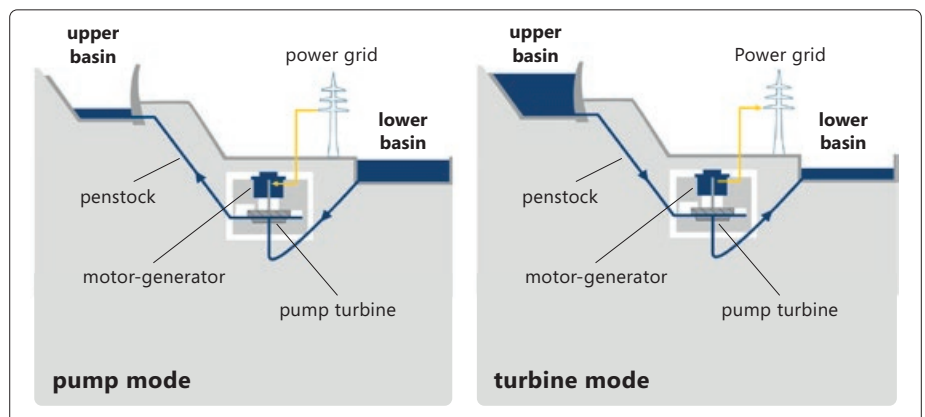 upper
basin
power grid
lower
basin
penstock
motor-generator
pump turbine
pump mode
upper
basin
Power grid
lower
basin
penstock
motor-generator
pump turbine
turbine mode